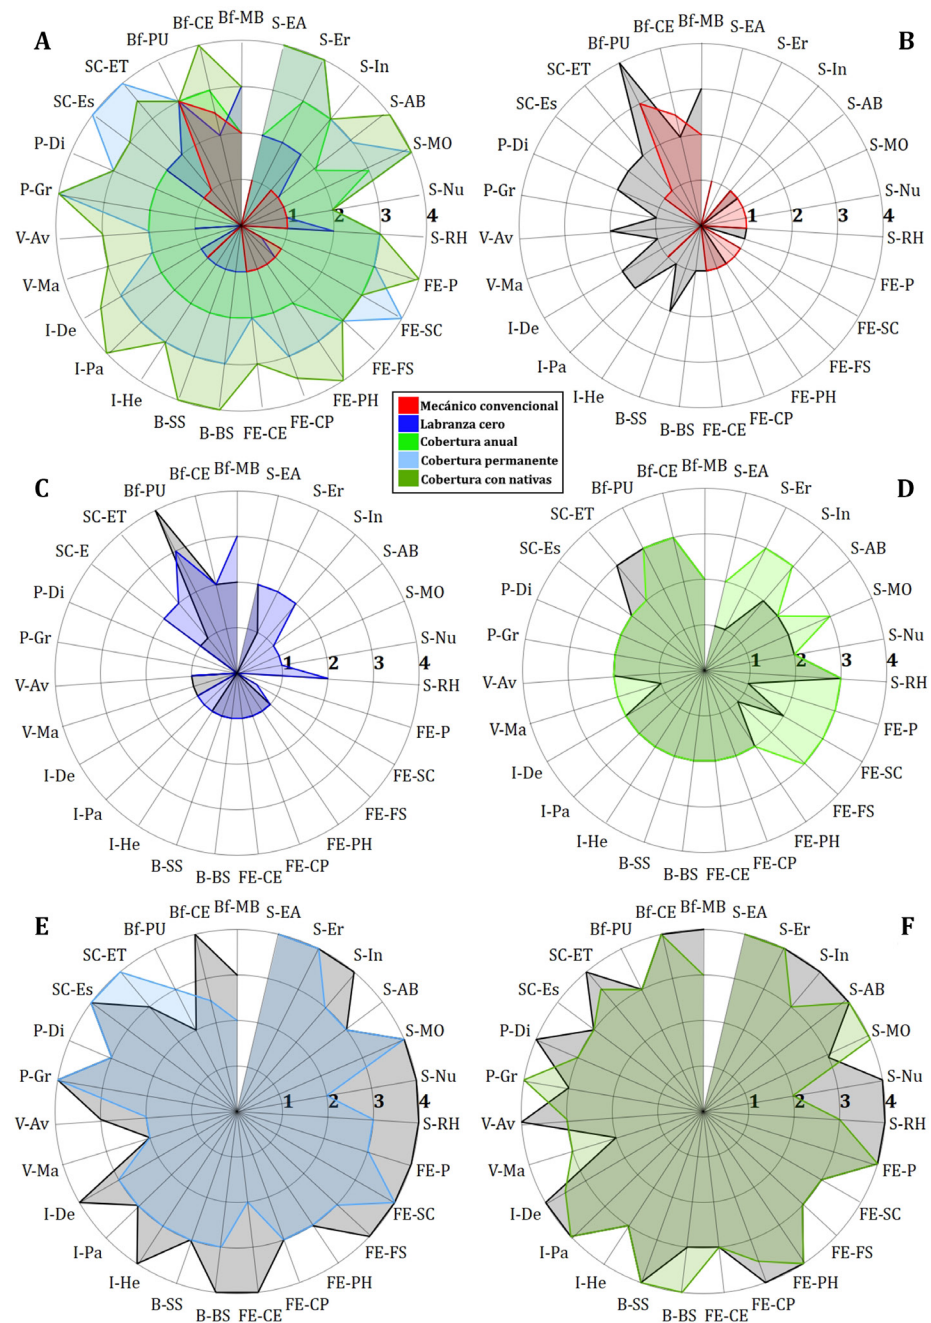 A
Bf-MB
S-EA
S-Er
S-In
S-AB
S-MO
S-Nu
S-RH
FE-P
FE-SC
FE-FS
FE-PH
FE-CP
FE-CE
B-BS
B-SS
I-He
I-Pa
I-De
V-Ma
V-Av
P-Gr
P-Di
SC-Es
SC-ET
Bf-PU
Bf-CE
1 2 3 4
B
Bf-MB
S-EA
S-Er
S-In
S-AB
S-MO
S-Nu
S-RH
FE-P
FE-SC
FE-FS
FE-PH
FE-CP
FE-CE
B-BS
B-SS
I-He
I-Pa
I-De
V-Ma
V-Av
P-Gr
P-Di
SC-Es
SC-ET
Bf-PU
Bf-CE
1 2 3 4
Mecánico convencional
Labranza cero
Cobertura anual
Cobertura permanente
Cobertura con nativas
C
Bf-MB
S-EA
S-Er
S-In
S-AB
S-MO
S-Nu
S-RH
FE-P
FE-SC
FE-FS
FE-PH
FE-CP
FE-CE
B-BS
B-SS
I-He
I-Pa
I-De
V-Ma
V-Av
P-Gr
P-Di
SC-E
SC-ET
Bf-PU
Bf-CE
1 2 3 4
D
Bf-MB
S-EA
S-Er
S-In
S-AB
S-MO
S-Nu
S-RH
FE-P
FE-SC
FE-FS
FE-PH
FE-CP
FE-CE
B-BS
B-SS
I-He
I-Pa
I-De
V-Ma
V-Av
P-Gr
P-Di
SC-Es
SC-ET
Bf-PU
Bf-CE
1 2 3 4
E
Bf-MB
S-EA
S-Er
S-In
S-AB
S-MO
S-Nu
S-RH
FE-P
FE-SC
FE-FS
FE-PH
FE-CP
FE-CE
B-BS
B-SS
I-He
I-Pa
I-De
V-Ma
V-Av
P-Gr
P-Di
SC-Es
SC-ET
Bf-PU
Bf-CE
1 2 3 4
F
Bf-MB
S-EA
S-Er
S-In
S-AB
S-MO
S-Nu
S-RH
FE-P
FE-SC
FE-FS
FE-PH
FE-CP
FE-CE
B-BS
B-SS
I-He
I-Pa
I-De
V-Ma
V-Av
P-Gr
P-Di
SC-Es
SC-ET
Bf-PU
Bf-CE
1 2 3 4